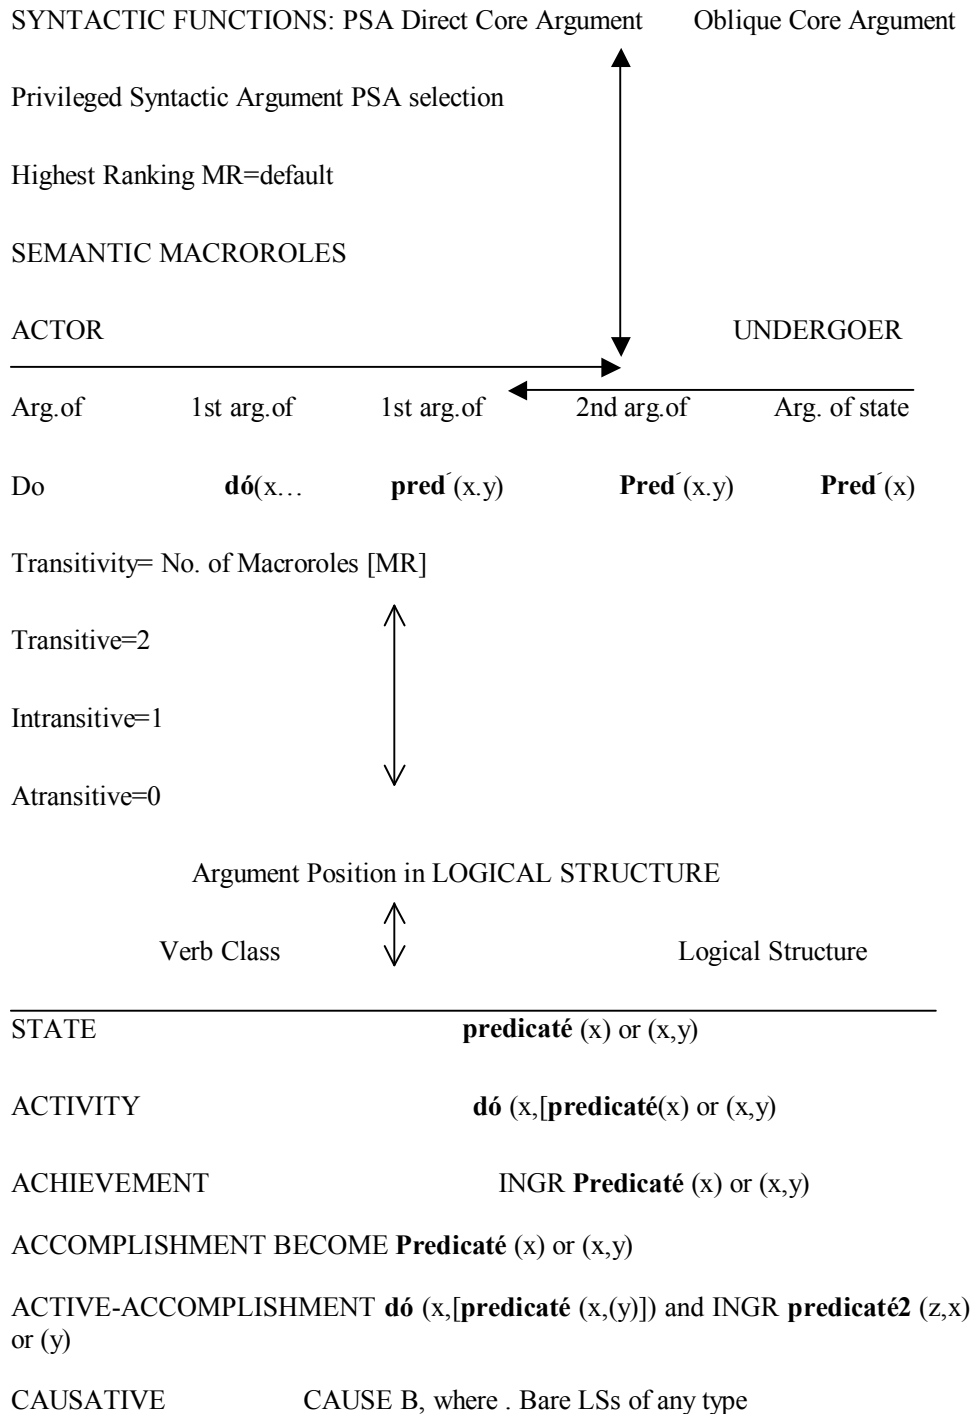 SYNTACTIC FUNCTIONS: PSA Direct Core Argument Oblique Core Argument
Privileged Syntactic Argument PSA selection
Highest Ranking MR=default
SEMANTIC MACROROLES
ACTOR UNDERGOER
Arg.of 1st arg.of 1st arg.of 2nd arg.of Arg. of state
Do dó(x… pred´(x.y) Pred´(x.y) Pred´(x)
Transitivity= No. of Macroroles [MR]
Transitive=2
Intransitive=1
Atransitive=0
Argument Position in LOGICAL STRUCTURE
Verb Class Logical Structure
STATE predicaté (x) or (x,y)
ACTIVITY dó (x,[predicaté(x) or (x,y)
ACHIEVEMENT INGR Predicaté (x) or (x,y)
ACCOMPLISHMENT BECOME Predicaté (x) or (x,y)
ACTIVE-ACCOMPLISHMENT dó (x,[predicaté (x,(y)]) and INGR predicaté2 (z,x)
or (y)
CAUSATIVE CAUSE B, where . Bare LSs of any type